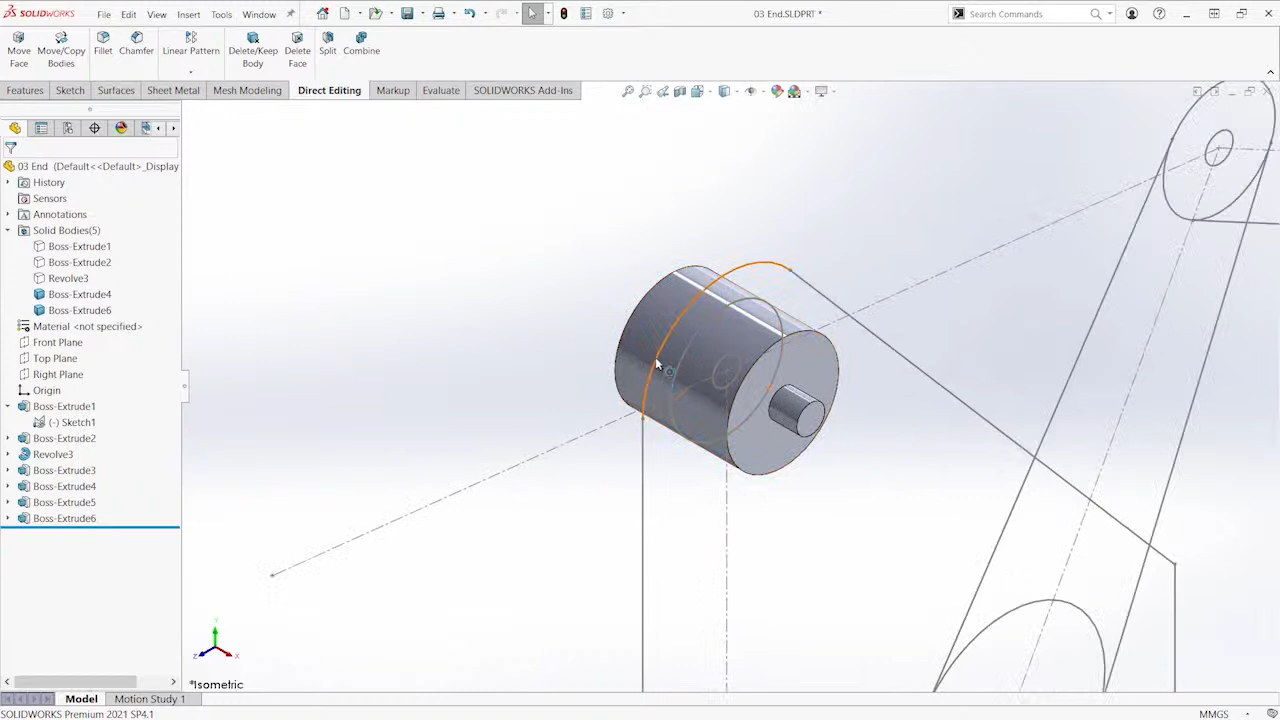 SOLIDWORKS File Edit View Insert Tools Window 03 End.SLDPRT * Search Commands
Move Face Move/Copy Bodies Fillet Chamfer Linear Pattern Delete/Keep Body Delete Face Split Combine
Features Sketch Surfaces Sheet Metal Mesh Modeling Direct Editing Markup Evaluate SOLIDWORKS Add-Ins
03 End (Default<<Default>_Display
History
Sensors
Annotations
Solid Bodies(5)
Boss-Extrude1
Boss-Extrude2
Revolve3
Boss-Extrude4
Boss-Extrude6
Material <not specified>
Front Plane
Top Plane
Right Plane
Origin
Boss-Extrude1
(-) Sketch1
Boss-Extrude2
Revolve3
Boss-Extrude3
Boss-Extrude4
Boss-Extrude5
Boss-Extrude6
Y
Z X
*Isometric
Model Motion Study 1
SOLIDWORKS Premium 2021 SP4.1 MMGS